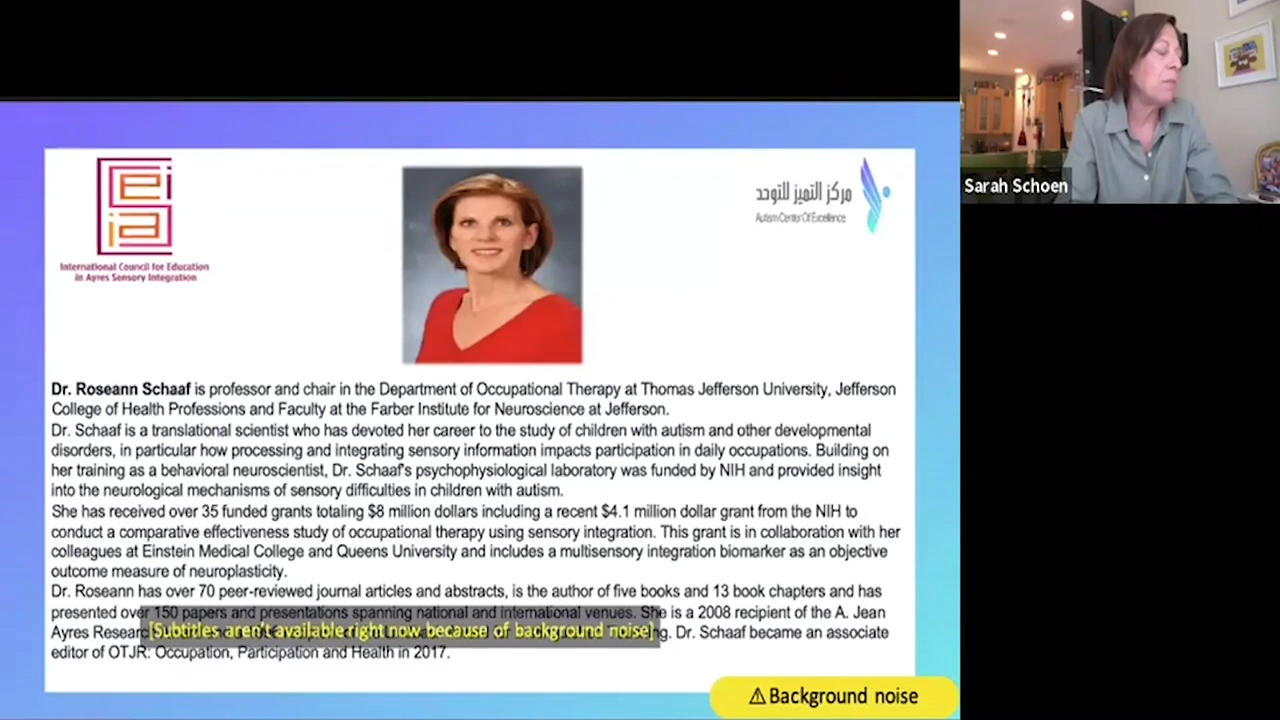 Sarah Schoen
ei
ia
International Council for Education
in Ayres Sensory Integration
مركز التميز للتوحد
Autism Center Of Excellence
Dr. Roseann Schaaf is professor and chair in the Department of Occupational Therapy at Thomas Jefferson University, Jefferson
College of Health Professions and Faculty at the Farber Institute for Neuroscience at Jefferson.
Dr. Schaaf is a translational scientist who has devoted her career to the study of children with autism and other developmental
disorders, in particular how processing and integrating sensory information impacts participation in daily occupations. Building on
her training as a behavioral neuroscientist, Dr. Schaaf's psychophysiological laboratory was funded by NIH and provided insight
into the neurological mechanisms of sensory difficulties in children with autism.
She has received over 35 funded grants totaling $8 million dollars including a recent $4.1 million dollar grant from the NIH to
conduct a comparative effectiveness study of occupational therapy using sensory integration. This grant is in collaboration with her
colleagues at Einstein Medical College and Queens University and includes a multisensory integration biomarker as an objective
outcome measure of neuroplasticity.
Dr. Roseann has over 70 peer-reviewed journal articles and abstracts, is the author of five books and 13 book chapters and has
presented over 150 papers and presentations spanning national and international venues. She is a 2008 recipient of the A. Jean
Ayres Dr. Schaaf became an associate
[Subtitles aren't available right now because of background noise]
editor of OTJR: Occupation, Participation and Health in 2017.
⚠Background noise